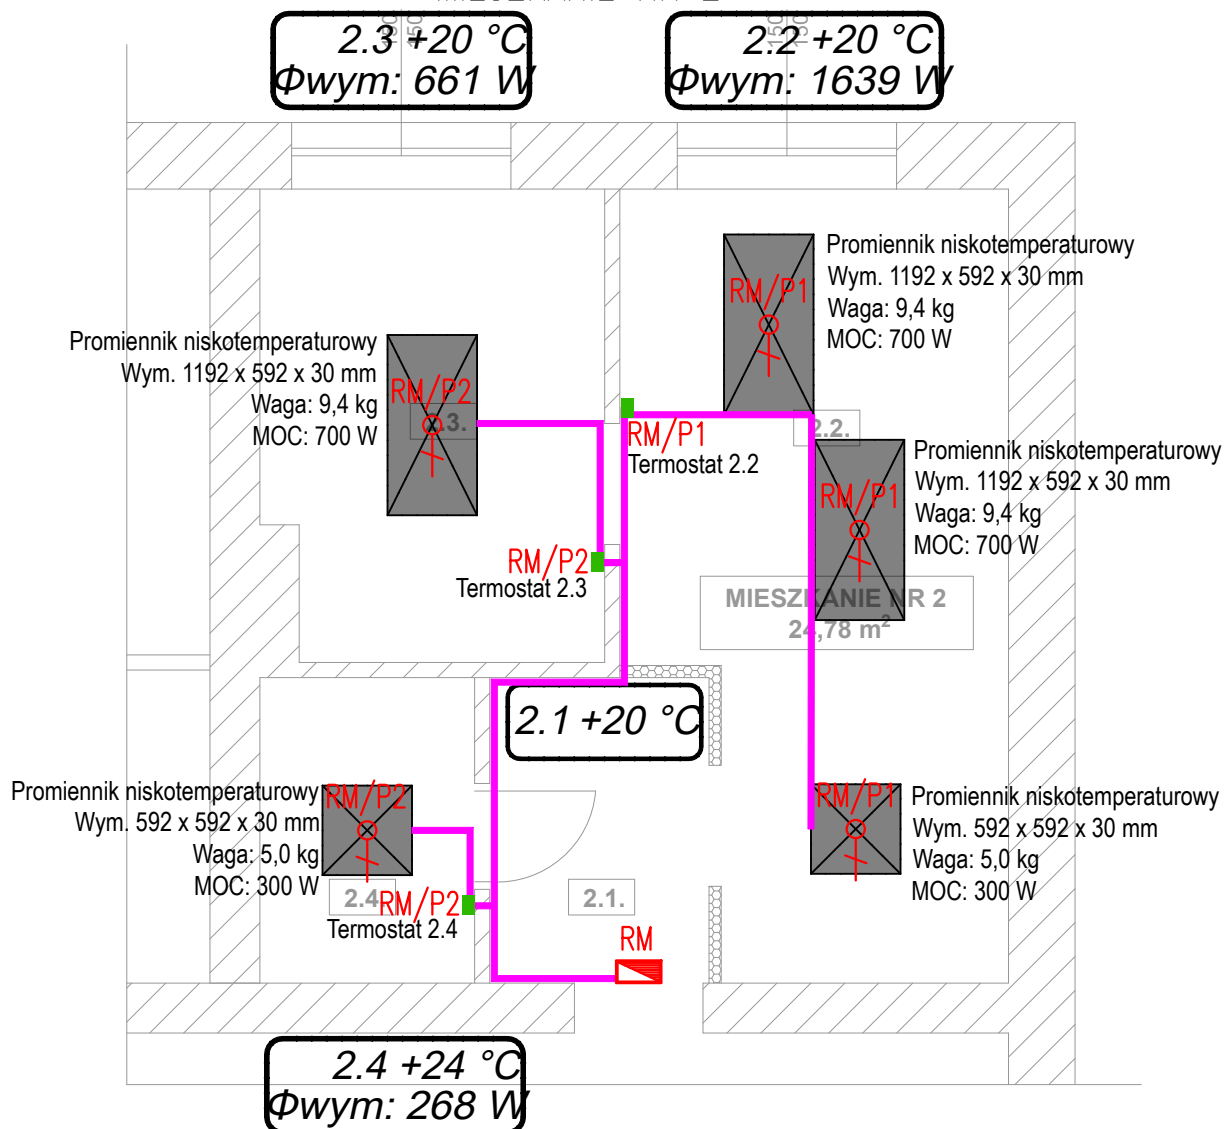 2.3 +20 °C
Φwym: 661 W
2.2 +20 °C
Φwym: 1639 W
150
150
150
150
Promiennik niskotemperaturowy
Wym. 1192 x 592 x 30 mm
Waga: 9,4 kg
MOC: 700 W
RM/P1
Promiennik niskotemperaturowy
Wym. 1192 x 592 x 30 mm
Waga: 9,4 kg
MOC: 700 W
RM/P2
2.3.
RM/P1
Termostat 2.2
2.2.
Promiennik niskotemperaturowy
Wym. 1192 x 592 x 30 mm
Waga: 9,4 kg
MOC: 700 W
RM/P1
RM/P2
Termostat 2.3
MIESZKANIE NR 2
24,78 m²
2.1 +20 °C
Promiennik niskotemperaturowy
Wym. 592 x 592 x 30 mm
Waga: 5,0 kg
MOC: 300 W
RM/P2
RM/P1
Promiennik niskotemperaturowy
Wym. 592 x 592 x 30 mm
Waga: 5,0 kg
MOC: 300 W
2.4
RM/P2
Termostat 2.4
2.1.
RM
2.4 +24 °C
Φwym: 268 W